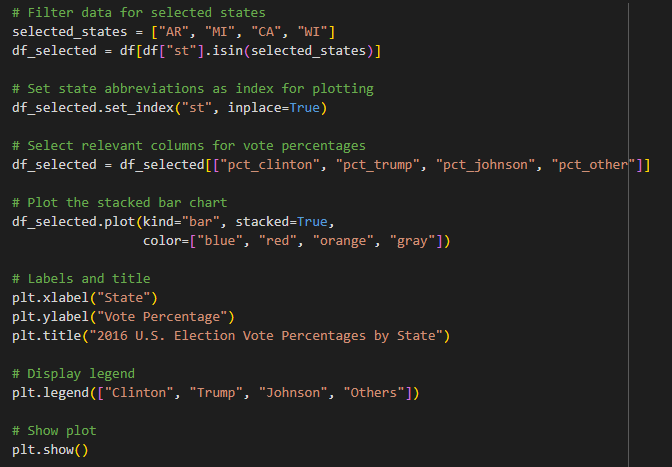 # Filter data for selected states
selected_states = ["AR", "MI", "CA", "WI"]
df_selected = df[df["st"].isin(selected_states)]
# Set state abbreviations as index for plotting
df_selected.set_index("st", inplace=True)
# Select relevant columns for vote percentages
df_selected = df_selected[["pct_clinton", "pct_trump", "pct_johnson", "pct_other"]]
# Plot the stacked bar chart
df_selected.plot(kind="bar", stacked=True,
color=["blue", "red", "orange", "gray"])
# Labels and title
plt.xlabel("State")
plt.ylabel("Vote Percentage")
plt.title("2016 U.S. Election Vote Percentages by State")
# Display legend
plt.legend(["Clinton", "Trump", "Johnson", "Others"])
# Show plot
plt.show()